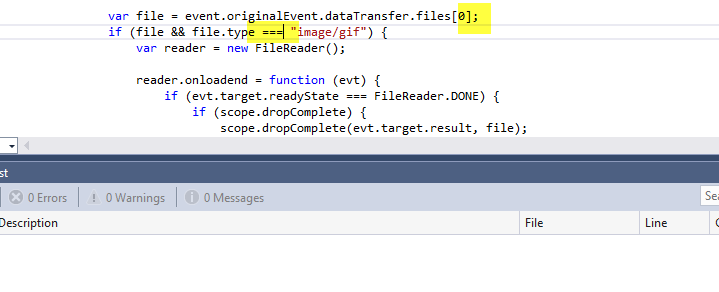 var file = event.originalEvent.dataTransfer.files[0];
if (file && file.type === "image/gif") {
var reader = new FileReader();
reader.onloadend = function (evt) {
if (evt.target.readyState === FileReader.DONE) {
if (scope.dropComplete) {
scope.dropComplete(evt.target.result, file);
st
0 Errors 0 Warnings 0 Messages Sea
Description File Line